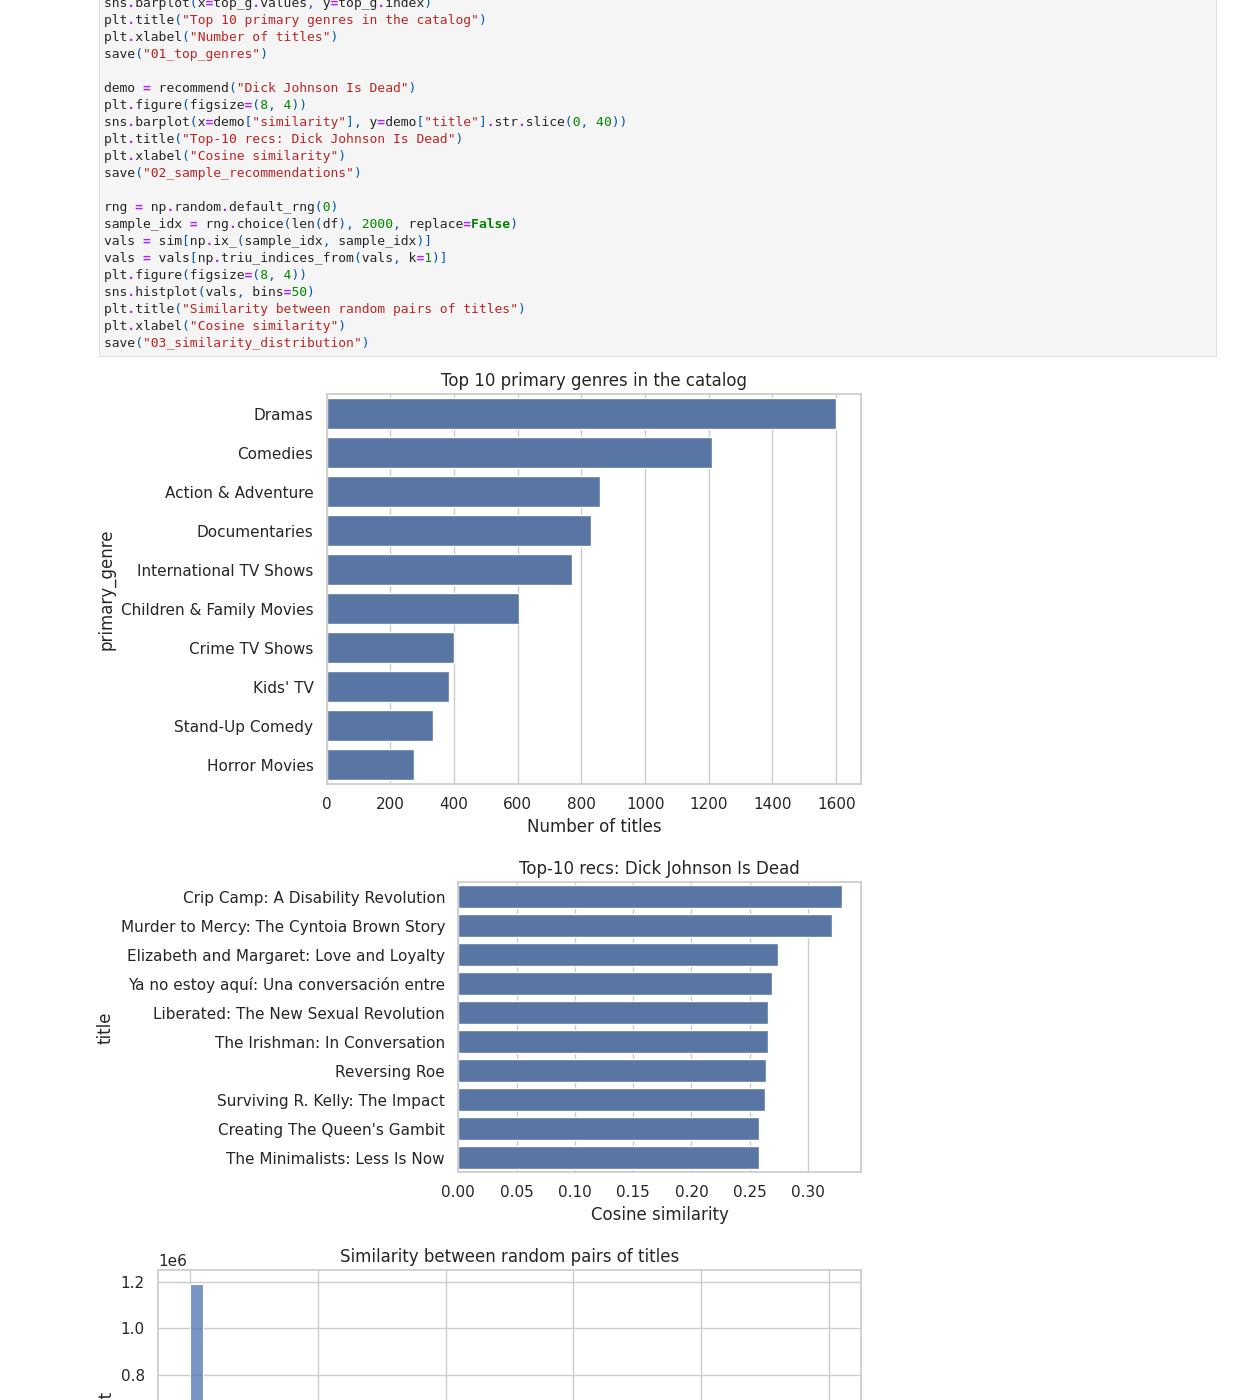 sns.barplot(x=top_g.values, y=top_g.index)
plt.title("Top 10 primary genres in the catalog")
plt.xlabel("Number of titles")
save("01_top_genres")
demo = recommend("Dick Johnson Is Dead")
plt.figure(figsize=(8, 4))
sns.barplot(x=demo["similarity"], y=demo["title"].str.slice(0, 40))
plt.title("Top-10 recs: Dick Johnson Is Dead")
plt.xlabel("Cosine similarity")
save("02_sample_recommendations")
rng = np.random.default_rng(0)
sample_idx = rng.choice(len(df), 2000, replace=False)
vals = sim[np.ix_(sample_idx, sample_idx)]
vals = vals[np.triu_indices_from(vals, k=1)]
plt.figure(figsize=(8, 4))
sns.histplot(vals, bins=50)
plt.title("Similarity between random pairs of titles")
plt.xlabel("Cosine similarity")
save("03_similarity_distribution")
Top 10 primary genres in the catalog
primary_genre
Dramas
Comedies
Action & Adventure
Documentaries
International TV Shows
Children & Family Movies
Crime TV Shows
Kids' TV
Stand-Up Comedy
Horror Movies
0 200 400 600 800 1000 1200 1400 1600
Number of titles
Top-10 recs: Dick Johnson Is Dead
title
Crip Camp: A Disability Revolution
Murder to Mercy: The Cyntoia Brown Story
Elizabeth and Margaret: Love and Loyalty
Ya no estoy aquí: Una conversación entre
Liberated: The New Sexual Revolution
The Irishman: In Conversation
Reversing Roe
Surviving R. Kelly: The Impact
Creating The Queen's Gambit
The Minimalists: Less Is Now
0.00 0.05 0.10 0.15 0.20 0.25 0.30
Cosine similarity
Similarity between random pairs of titles
1e6
1.2
1.0
0.8